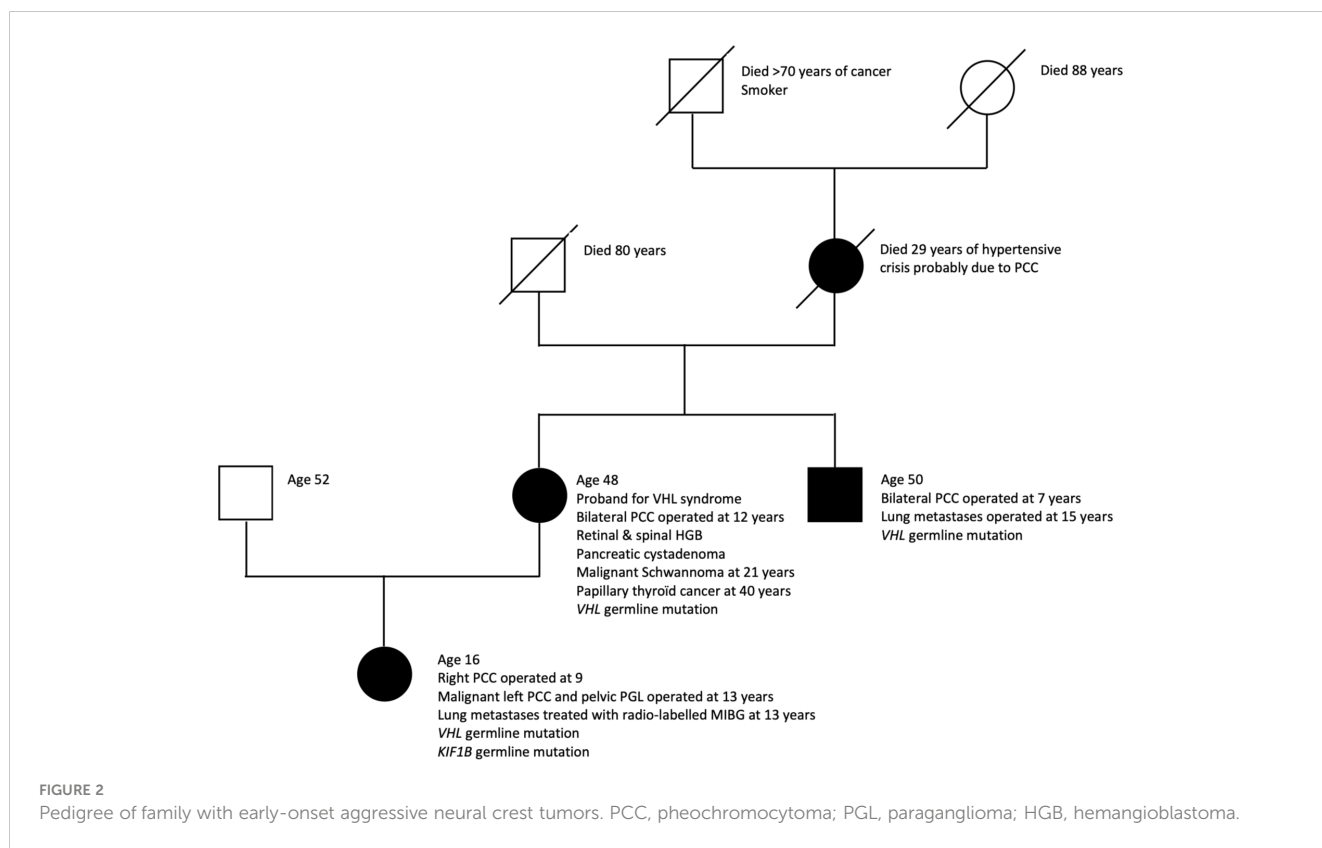 Died >70 years of cancer
Smoker
Died 88 years
Died 80 years
Died 29 years of hypertensive
crisis probably due to PCC
Age 52
Age 48
Proband for VHL syndrome
Bilateral PCC operated at 12 years
Retinal & spinal HGB
Pancreatic cystadenoma
Malignant Schwannoma at 21 years
Papillary thyroïd cancer at 40 years
VHL germline mutation
Age 50
Bilateral PCC operated at 7 years
Lung metastases operated at 15 years
VHL germline mutation
Age 16
Right PCC operated at 9
Malignant left PCC and pelvic PGL operated at 13 years
Lung metastases treated with radio-labelled MIBG at 13 years
VHL germline mutation
KIF1B germline mutation
FIGURE 2
Pedigree of family with early-onset aggressive neural crest tumors. PCC, pheochromocytoma; PGL, paraganglioma; HGB, hemangioblastoma.